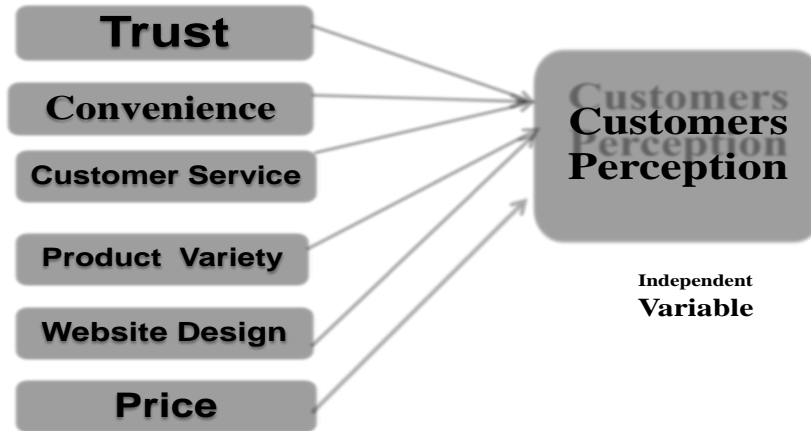 Trust
Convenience
Customer Service
Product Variety
Website Design
Price
Customers
Customers
Perception
Perception
Independent
Variable